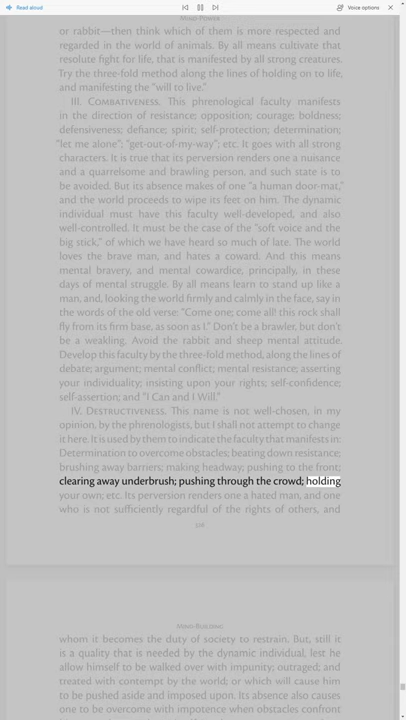 Read aloud
Voice options
Mind-Power
or rabbit—then think which of them is more respected and
regarded in the world of animals. By all means cultivate that
resolute fight for life, that is manifested by all strong creatures.
Try the three-fold method along the lines of holding on to life,
and manifesting the "will to live."
III. Combativeness. This phrenological faculty manifests
in the direction of resistance; opposition; courage; boldness;
defensiveness; defiance; spirit; self-protection; determination;
"let me alone"; "get-out-of-my-way"; etc. It goes with all strong
characters. It is true that its perversion renders one a nuisance
and a quarrelsome and brawling person, and such state is to
be avoided. But its absence makes of one "a human door-mat,"
and the world proceeds to wipe its feet on him. The dynamic
individual must have this faculty well-developed, and also
well-controlled. It must be the case of the "soft voice and the
big stick," of which we have heard so much of late. The world
loves the brave man, and hates a coward. And this means
mental bravery, and mental cowardice, principally, in these
days of mental struggle. By all means learn to stand up like a
man, and, looking the world firmly and calmly in the face, say in
the words of the old verse: "Come one; come all! this rock shall
fly from its firm base, as soon as I." Don't be a brawler, but don't
be a weakling. Avoid the rabbit and sheep mental attitude.
Develop this faculty by the three-fold method, along the lines of
debate; argument; mental conflict; mental resistance; asserting
your individuality; insisting upon your rights; self-confidence;
self-assertion; and "I Can and I Will."
IV. Destructiveness. This name is not well-chosen, in my
opinion, by the phrenologists, but I shall not attempt to change
it here. It is used by them to indicate the faculty that manifests in:
Determination to overcome obstacles; beating down resistance;
brushing away barriers; making headway; pushing to the front;
clearing away underbrush; pushing through the crowd; holding
your own; etc. Its perversion renders one a hated man, and one
who is not sufficiently regardful of the rights of others, and
Mind-Building
whom it becomes the duty of society to restrain. But, still it
is a quality that is needed by the dynamic individual, lest he
allow himself to be walked over with impunity; outraged; and
treated with contempt by the world; or which will cause him
to be pushed aside and imposed upon. Its absence also causes
one to be overcome with impotence when obstacles confront